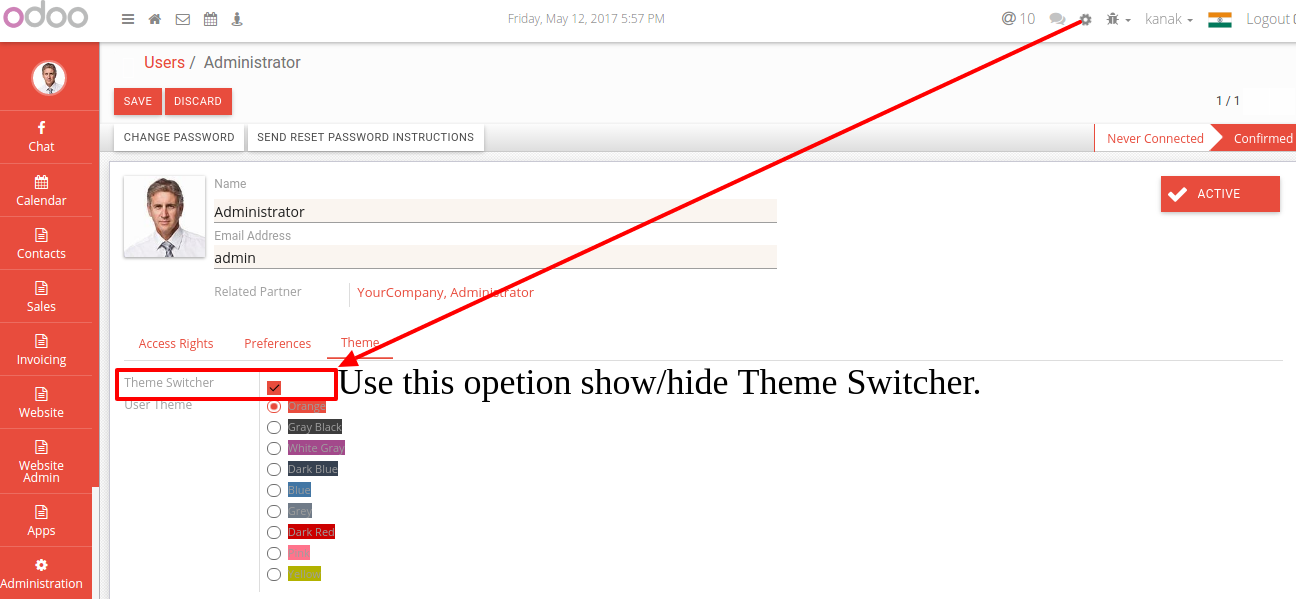 odoo
Friday, May 12, 2017 5:57 PM
@ 10
kanak
Logout
Users / Administrator
SAVE
DISCARD
1 / 1
CHANGE PASSWORD
SEND RESET PASSWORD INSTRUCTIONS
Never Connected
Confirmed
Chat
Calendar
Contacts
Sales
Invoicing
Website
Website
Admin
Apps
Administration
Name
Administrator
ACTIVE
Email Address
admin
Related Partner
YourCompany, Administrator
Access Rights
Preferences
Theme
Theme Switcher
Use this opetion show/hide Theme Switcher.
User Theme
Orange
Gray Black
White Gray
Dark Blue
Blue
Grey
Dark Red